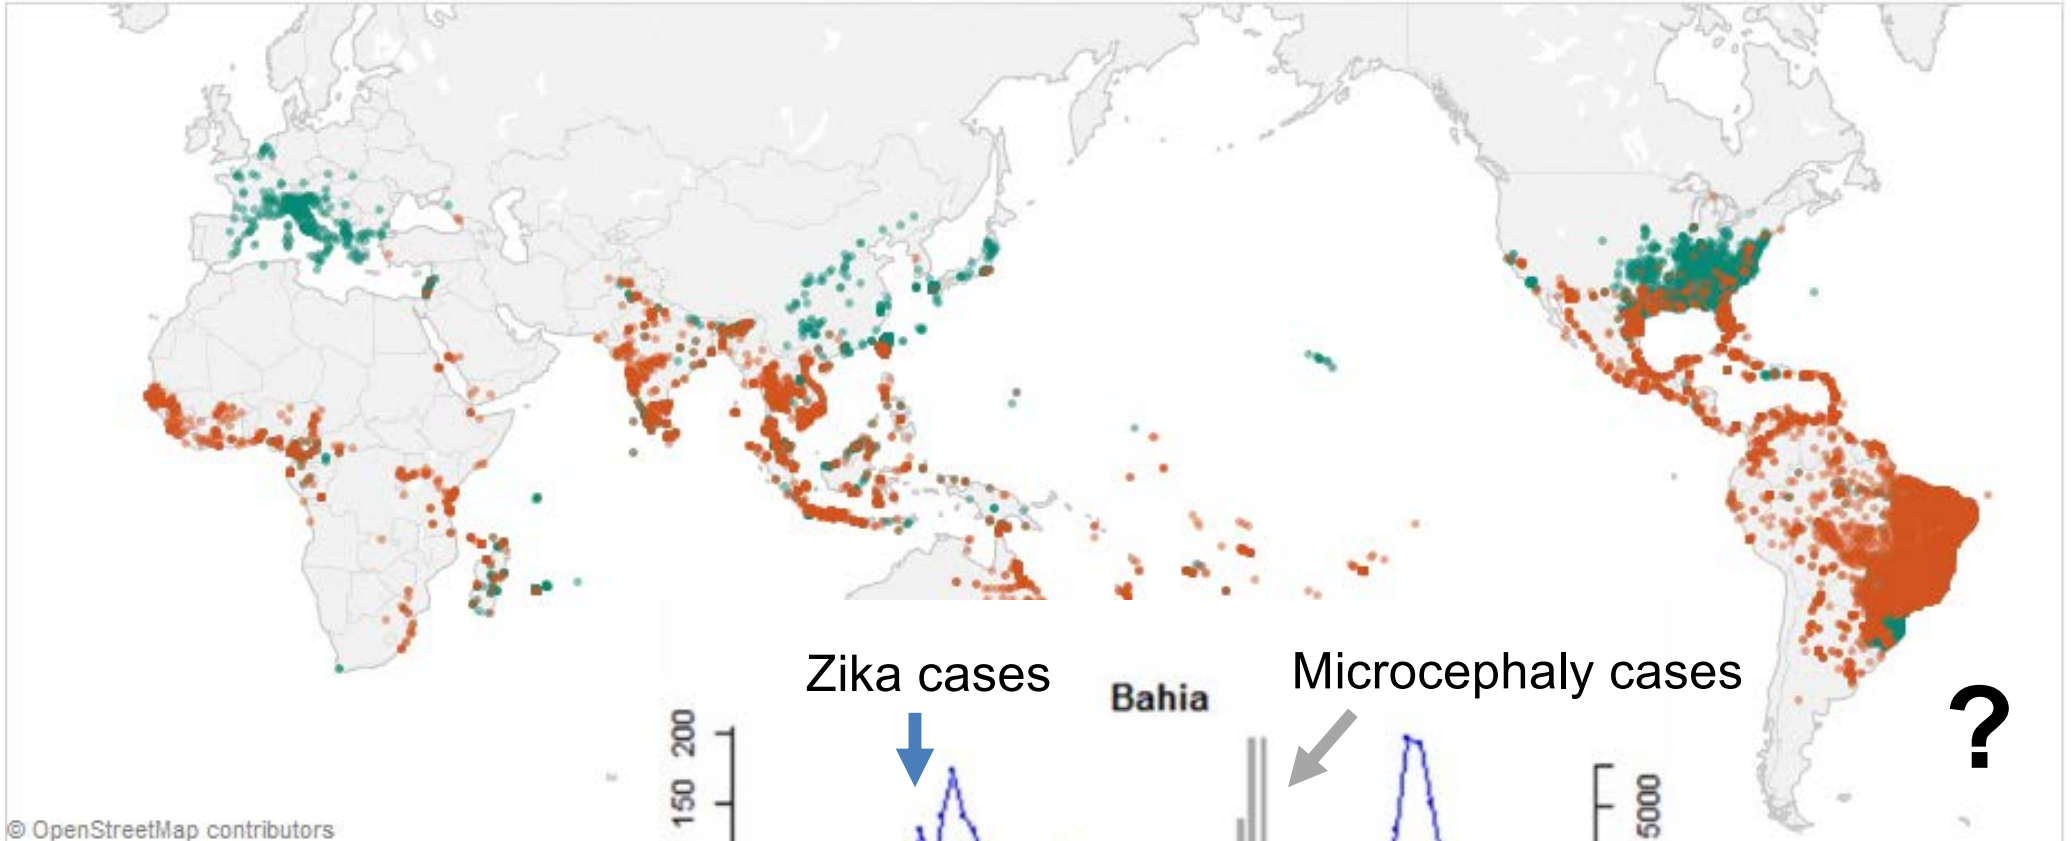 Zika cases
Microcephaly cases
Bahia
?
200
150
5000
© OpenStreetMap contributors